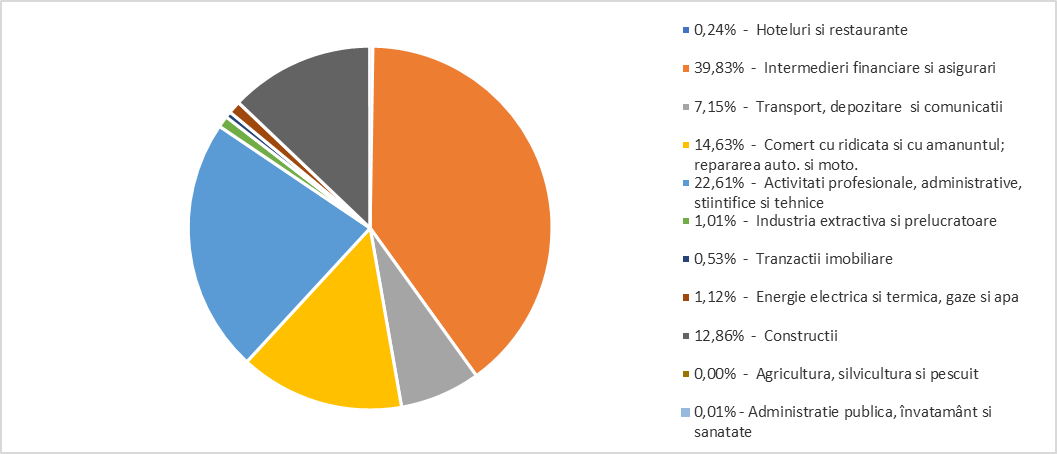 0,24% - Hoteluri si restaurante
39,83% - Intermedieri financiare si asigurari
7,15% - Transport, depozitare si comunicatii
14,63% - Comert cu ridicata si cu amanuntul;
repararea auto. si moto.
22,61% - Activitati profesionale, administrative,
stiintifice si tehnice
1,01% - Industria extractiva si prelucratoare
0,53% - Tranzactii imobiliare
1,12% - Energie electrica si termica, gaze si apa
12,86% - Constructii
0,00% - Agricultura, silvicultura si pescuit
0,01% - Administratie publica, învatamânt si
sanatate